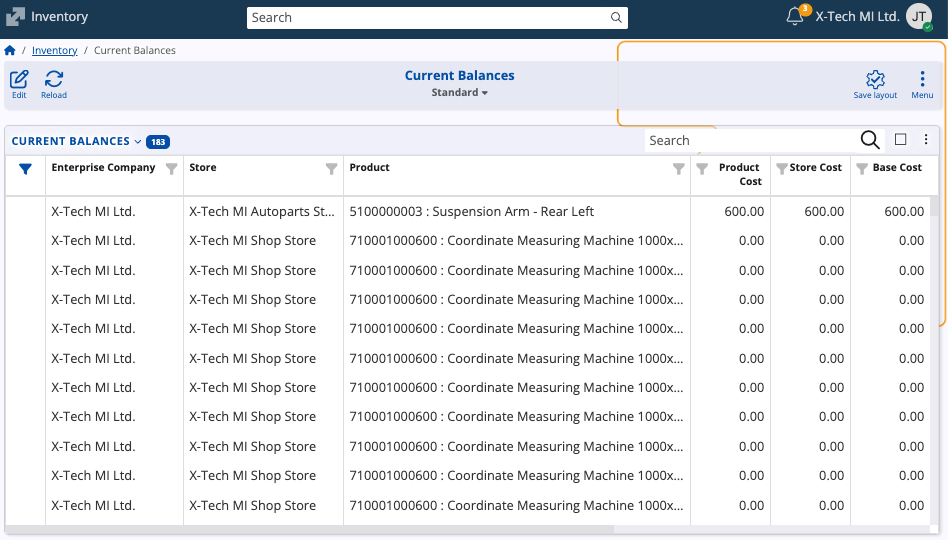 Inventory
Search
3
X-Tech MI Ltd.
JT
/ Inventory / Current Balances
Edit
Reload
Current Balances
Standard
Save layout
Menu
CURRENT BALANCES 183
Search
Enterprise Company Store Product Product Cost Store Cost Base Cost
X-Tech MI Ltd. X-Tech MI Autoparts St... 5100000003 : Suspension Arm - Rear Left 600.00 600.00 600.00
X-Tech MI Ltd. X-Tech MI Shop Store 710001000600 : Coordinate Measuring Machine 1000x... 0.00 0.00 0.00
X-Tech MI Ltd. X-Tech MI Shop Store 710001000600 : Coordinate Measuring Machine 1000x... 0.00 0.00 0.00
X-Tech MI Ltd. X-Tech MI Shop Store 710001000600 : Coordinate Measuring Machine 1000x... 0.00 0.00 0.00
X-Tech MI Ltd. X-Tech MI Shop Store 710001000600 : Coordinate Measuring Machine 1000x... 0.00 0.00 0.00
X-Tech MI Ltd. X-Tech MI Shop Store 710001000600 : Coordinate Measuring Machine 1000x... 0.00 0.00 0.00
X-Tech MI Ltd. X-Tech MI Shop Store 710001000600 : Coordinate Measuring Machine 1000x... 0.00 0.00 0.00
X-Tech MI Ltd. X-Tech MI Shop Store 710001000600 : Coordinate Measuring Machine 1000x... 0.00 0.00 0.00
X-Tech MI Ltd. X-Tech MI Shop Store 710001000600 : Coordinate Measuring Machine 1000x... 0.00 0.00 0.00
X-Tech MI Ltd. X-Tech MI Shop Store 710001000600 : Coordinate Measuring Machine 1000x... 0.00 0.00 0.00
X-Tech MI Ltd. X-Tech MI Shop Store 710001000600 : Coordinate Measuring Machine 1000x... 0.00 0.00 0.00